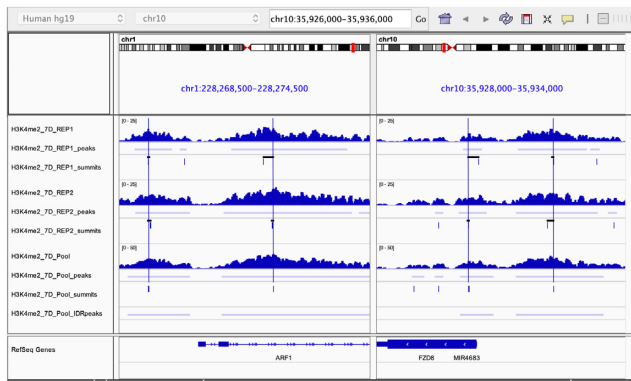 Human hg19 chr10 chr10:35,926,000-35,936,000 Go
chr1 chr10
chr1:228,268,500-228,274,500 chr10:35,928,000-35,934,000
[0 - 25] [0 - 25]
H3K4me2_7D_REP1
H3K4me2_7D_REP1_peaks
H3K4me2_7D_REP1_summits
[0 - 25] [0 - 25]
H3K4me2_7D_REP2
H3K4me2_7D_REP2_peaks
H3K4me2_7D_REP2_summits
[0 - 50] [0 - 50]
H3K4me2_7D_Pool
H3K4me2_7D_Pool_peaks
H3K4me2_7D_Pool_summits
H3K4me2_7D_Pool_IDRpeaks
RefSeq Genes
ARF1 FZD8 MIR4683